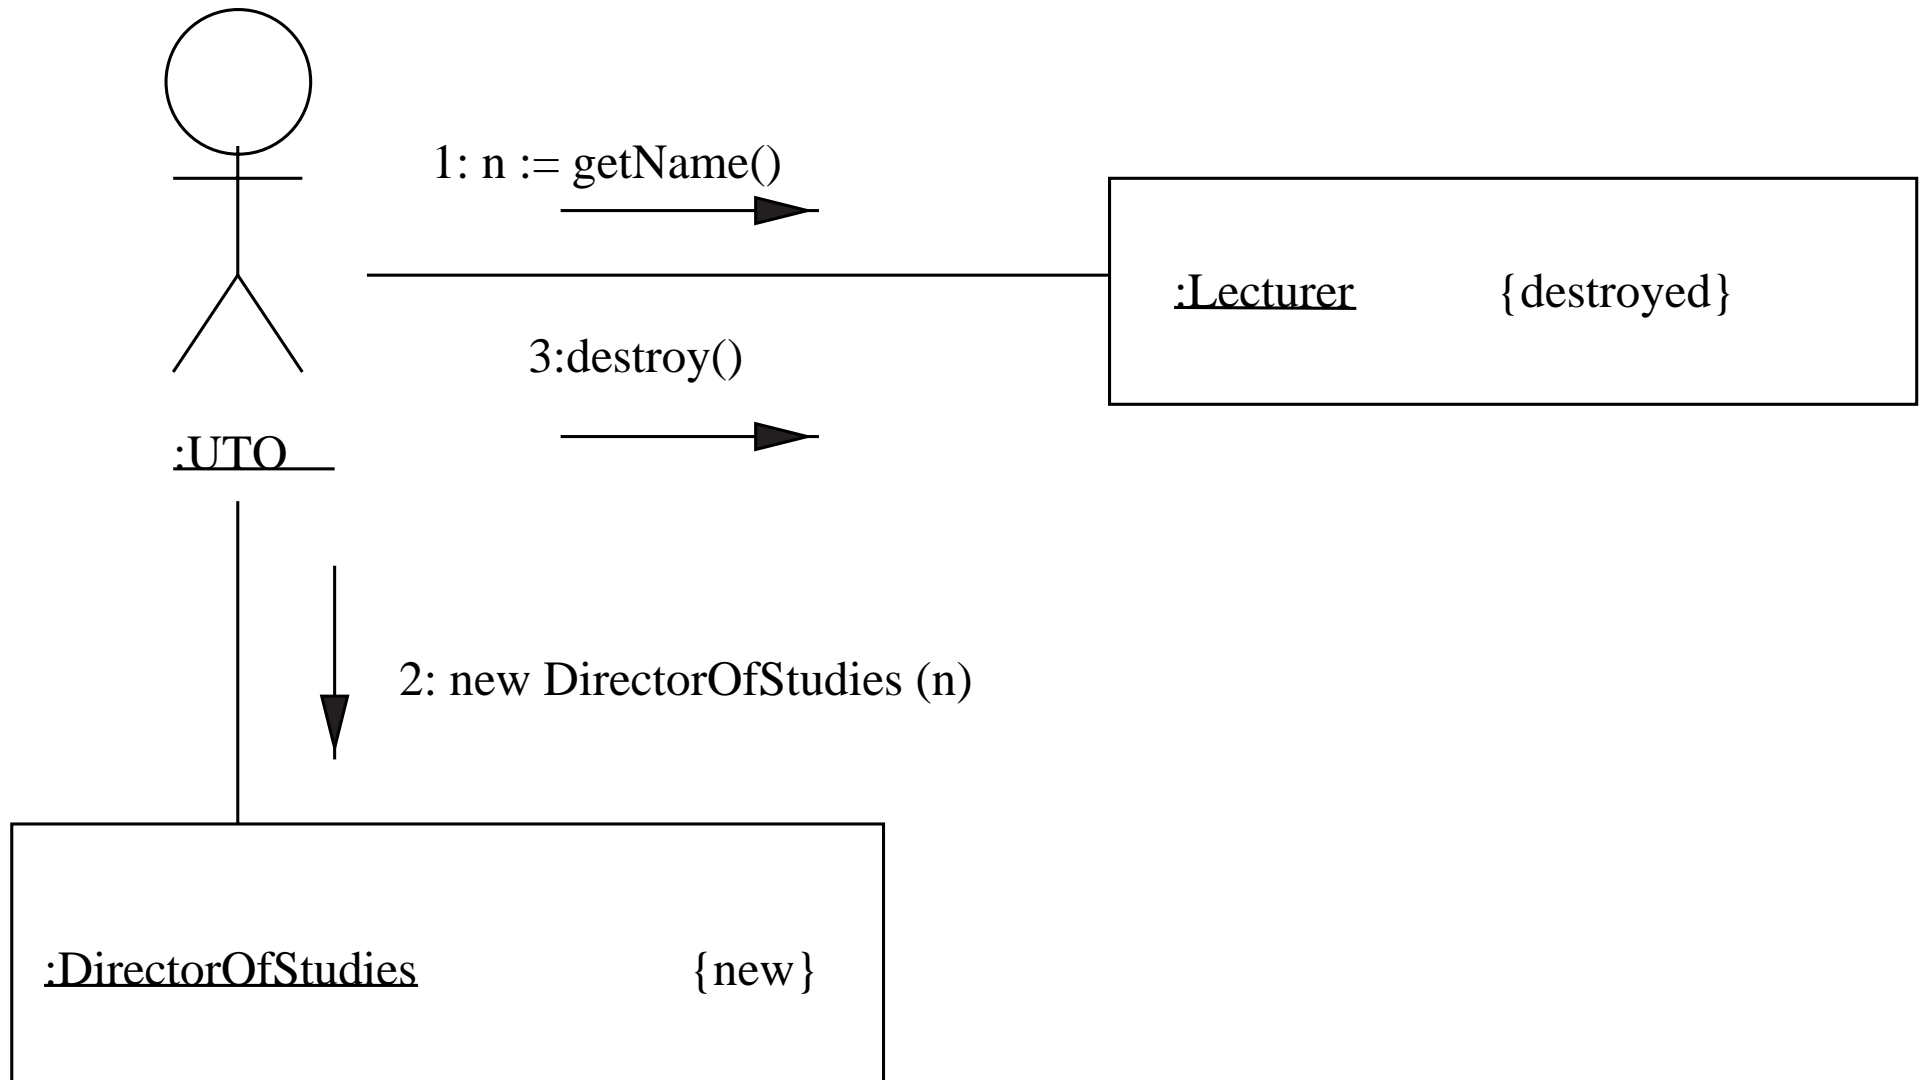 1: n := getName()
:Lecturer {destroyed}
3:destroy()
:UTO
2: new DirectorOfStudies (n)
:DirectorOfStudies {new}